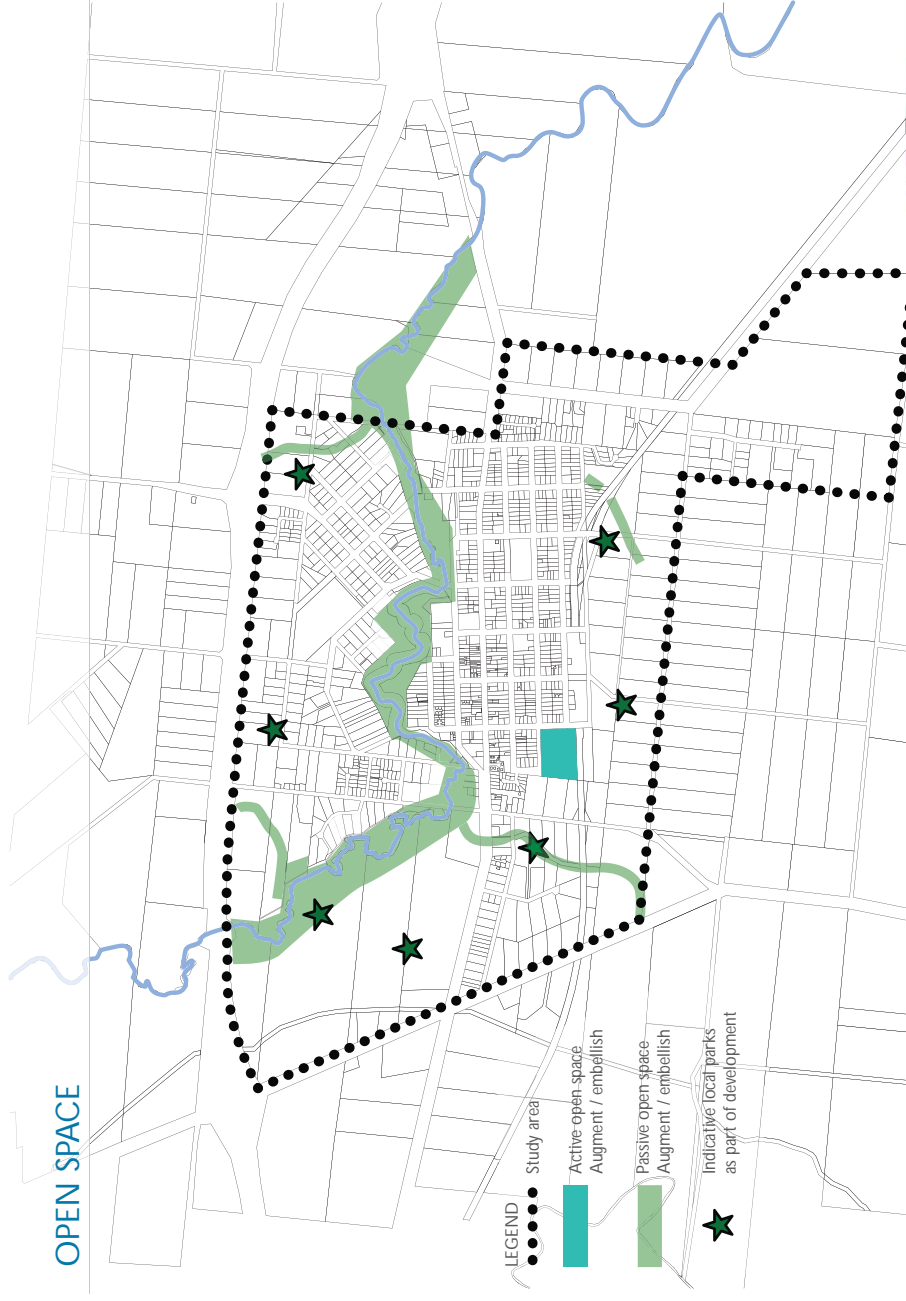 OPEN SPACE
LEGEND
Study area
Active open space
Augment / embellish
Passive open space
Augment / embellish
Indicative local parks
as part of development